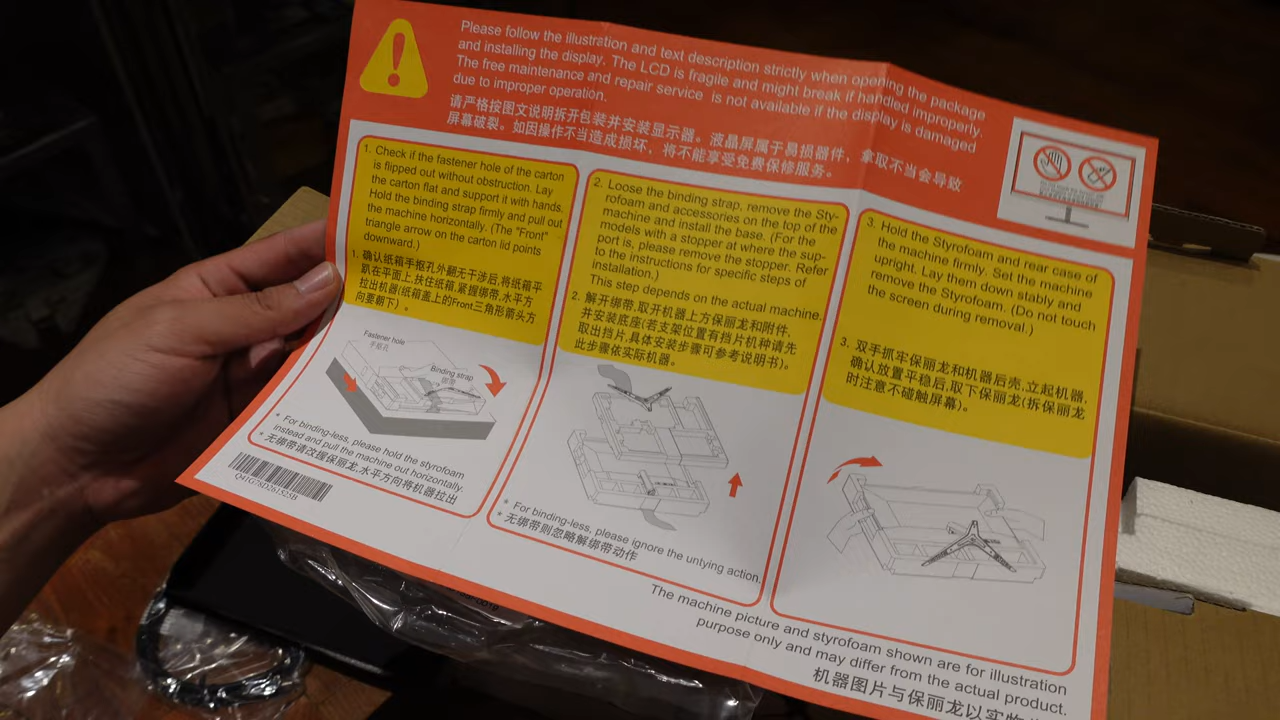 Please follow the illustration and text description strictly when opening the package
and installing the display. The LCD is fragile and might break if handled improperly.
The free maintenance and repair service is not available if the display is damaged
due to improper operation.
请严格按图文说明拆开包装并安装显示器。液晶屏属于易损器件，拿取不当会导致
屏幕破裂。如因操作不当造成损坏，将不能享受免费保修服务。
1. Check if the fastener hole of the carton
is flipped out without obstruction. Lay
the carton flat and support it with hands.
Hold the binding strap firmly and pull out
the machine horizontally. (The "Front"
triangle arrow on the carton lid points
downward.)
1. 确认纸箱手抠孔外翻无干涉后,将纸箱平
趴在平面上,扶住纸箱,紧握绑带,水平方
拉出机器(纸箱盖上的Front三角形箭头方
向要朝下）。
Fastener hole
手抠孔
Binding strap
绑带
* For binding-less, please hold the styrofoam
instead and pull the machine out horizontally.
* 无绑带请改握保丽龙,水平方向将机器拉出
2. Loose the binding strap, remove the Sty-
rofoam and accessories on the top of the
machine and install the base. (For the
models with a stopper at where the sup-
port is, please remove the stopper. Refer
to the instructions for specific steps of
installation.)
This step depends on the actual machine.
2. 解开绑带,取开机器上方保丽龙和附件,
并安装底座(若支架位置有挡片机种请先
取出挡片,具体安装步骤可参考说明书)。
此步骤依实际机器。
* For binding-less, please ignore the untying action.
* 无绑带则忽略解绑带动作
3. Hold the Styrofoam and rear case of
the machine firmly. Set the machine
upright. Lay them down stably and
remove the Styrofoam. (Do not touch
the screen during removal.)
3. 双手抓牢保丽龙和机器后壳,立起机器,
确认放置平稳后,取下保丽龙(拆保丽龙
时注意不碰触屏幕)。
The machine picture and styrofoam shown are for illustration
purpose only and may differ from the actual product.
机器图片与保丽龙以实物